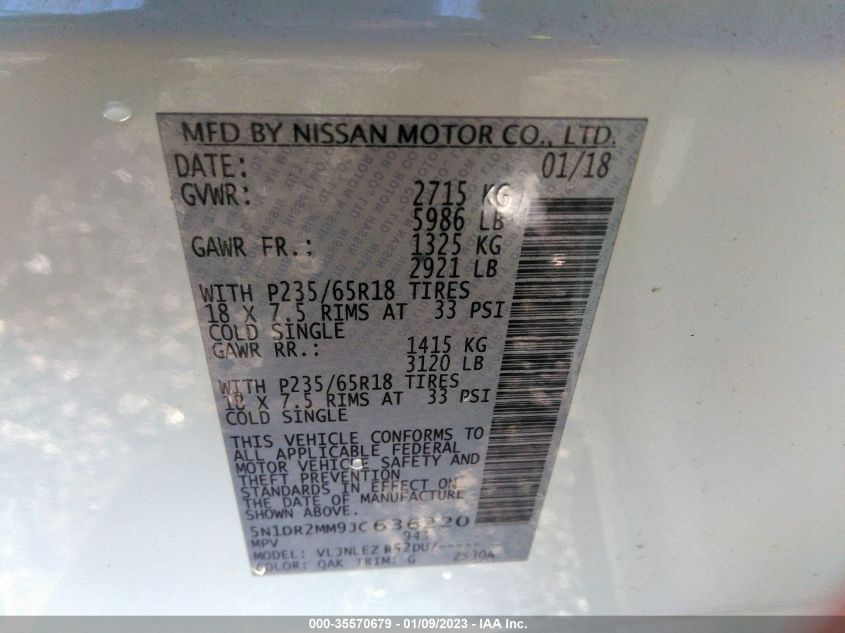 MFD BY NISSAN MOTOR CO., LTD.
DATE: 01/18
GVWR: 2715 KG
5986 LB
GAWR FR.: 1325 KG
2921 LB
WITH P235/65R18 TIRES
18 X 7.5 RIMS AT 33 PSI
COLD SINGLE
GAWR RR.: 1415 KG
3120 LB
WITH P235/65R18 TIRES
18 X 7.5 RIMS AT 33 PSI
COLD SINGLE
THIS VEHICLE CONFORMS TO
ALL APPLICABLE FEDERAL
MOTOR VEHICLE SAFETY AND
THEFT PREVENTION
STANDARDS IN EFFECT ON
THE DATE OF MANUFACTURE
SHOWN ABOVE.
5N1DR2MM9JC636220
MPV
MODEL: VLJNLEZ
COLOR: QAK TRIM: G
000-35570679 - 01/09/2023 - IAA Inc.